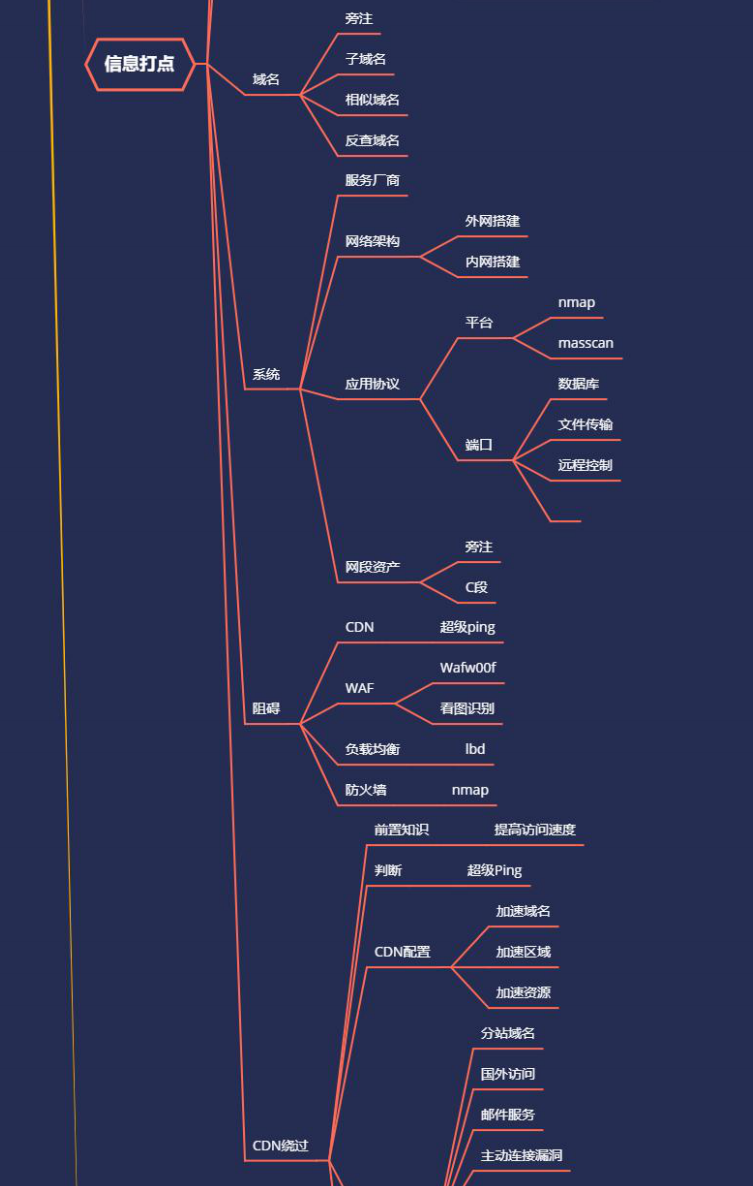 旁注
信息打点
子域名
域名
相似域名
反查域名
服务厂商
外网搭建
网络架构
内网搭建
nmap
平台
masscan
系统
应用协议
数据库
文件传输
端口
远程控制
旁注
网段资产
C段
CDN 超级ping
Wafw00f
WAF
阻碍
看图识别
负载均衡 lbd
防火墙 nmap
前置知识 提高访问速度
判断 超级Ping
加速域名
CDN配置 加速区域
加速资源
分站域名
国外访问
邮件服务
CDN绕过
主动连接漏洞